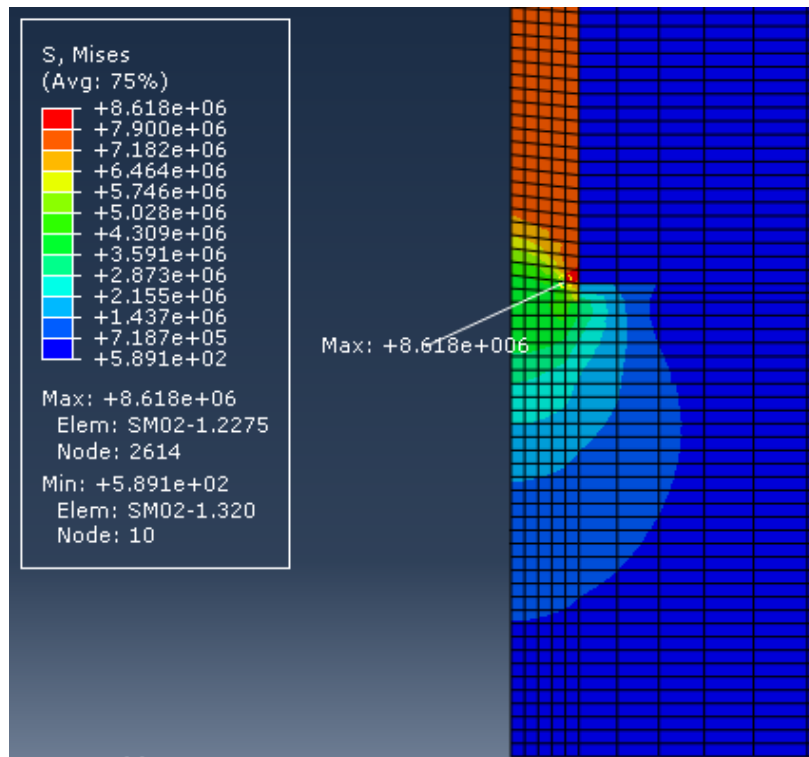 S, Mises
(Avg: 75%)
+8.618e+06
+7.900e+06
+7.182e+06
+6.464e+06
+5.746e+06
+5.028e+06
+4.309e+06
+3.591e+06
+2.873e+06
+2.155e+06
+1.437e+06
+7.187e+05
+5.891e+02
Max: +8.618e+06
Elem: SM02-1.2275
Node: 2614
Min: +5.891e+02
Elem: SM02-1.320
Node: 10
Max: +8.618e+006